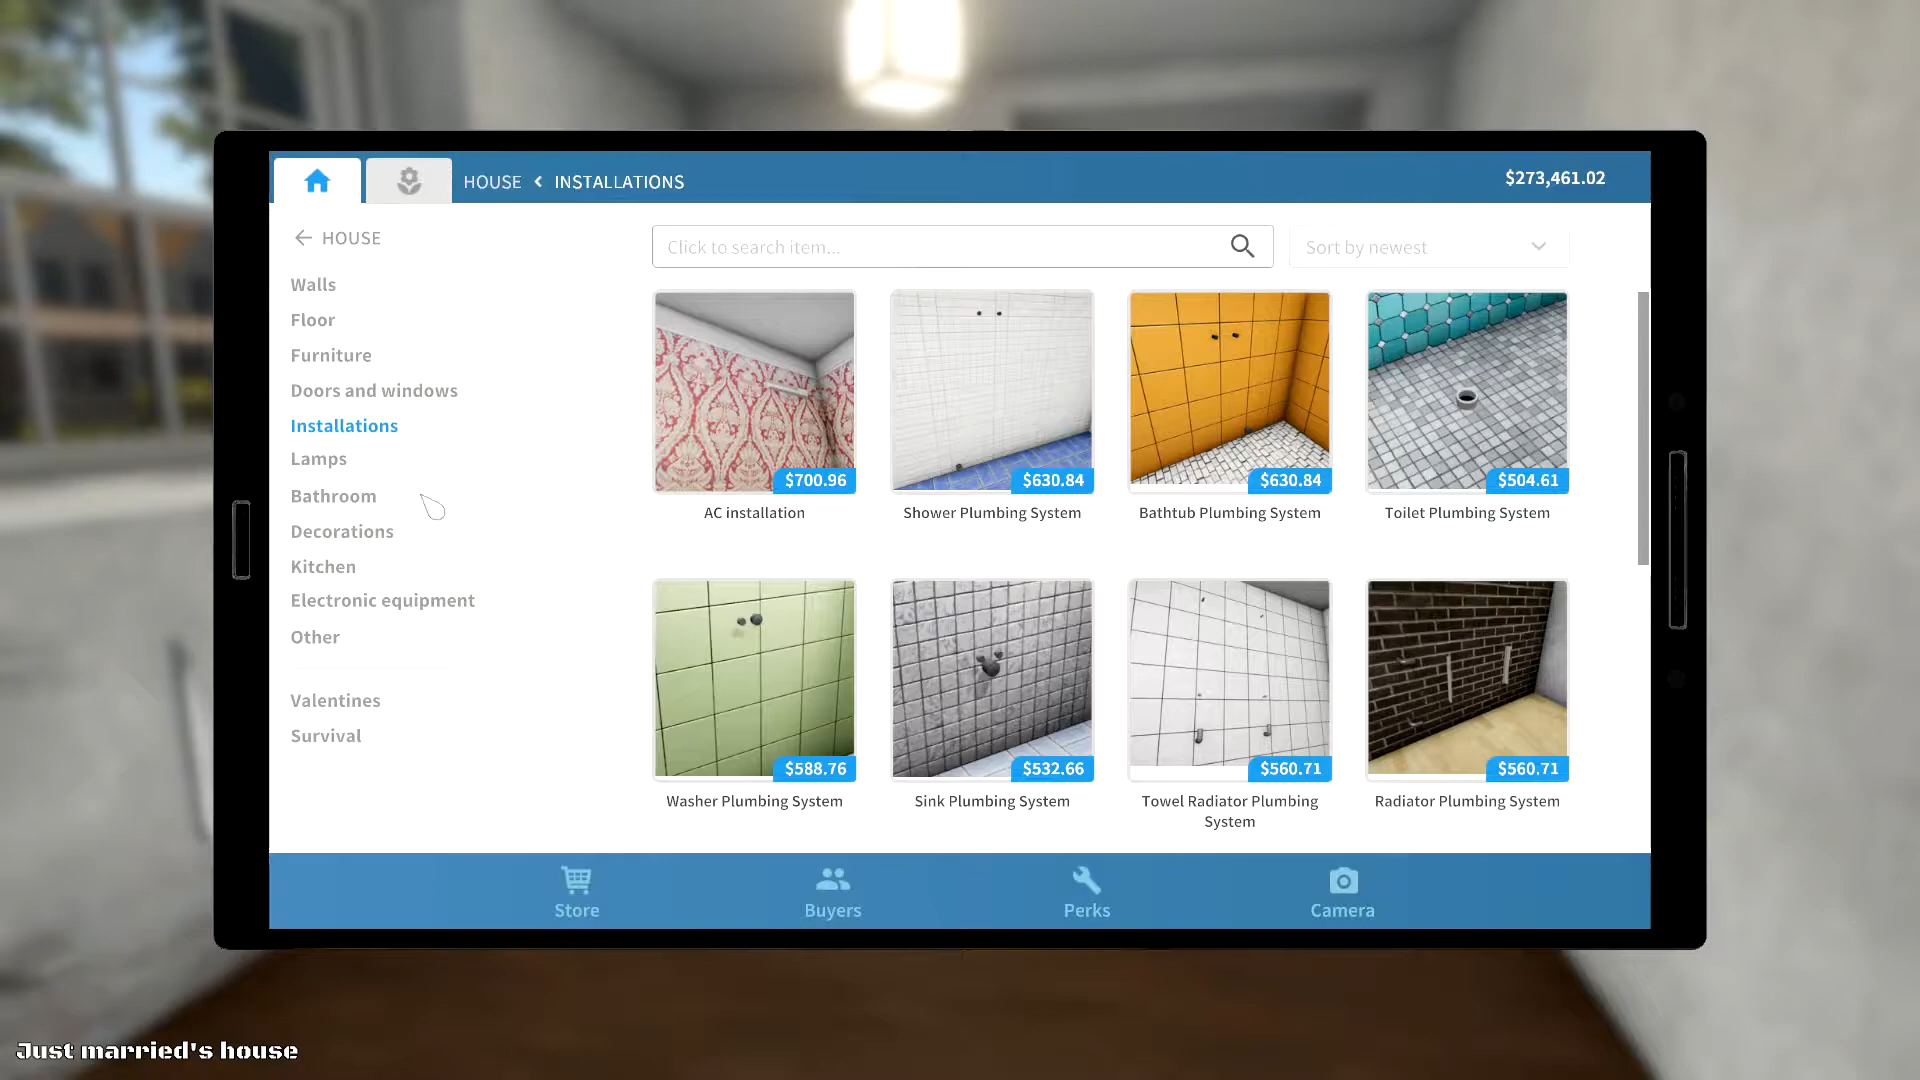 HOUSE < INSTALLATIONS
$273,461.02
HOUSE
Click to search item...
Sort by newest
Walls
Floor
Furniture
Doors and windows
Installations
Lamps
Bathroom
Decorations
Kitchen
Electronic equipment
Other
Valentines
Survival
$700.96
$630.84
$630.84
$504.61
AC installation
Shower Plumbing System
Bathtub Plumbing System
Toilet Plumbing System
$588.76
$532.66
$560.71
$560.71
Washer Plumbing System
Sink Plumbing System
Towel Radiator Plumbing
System
Radiator Plumbing System
Store
Buyers
Perks
Camera
Just married's house